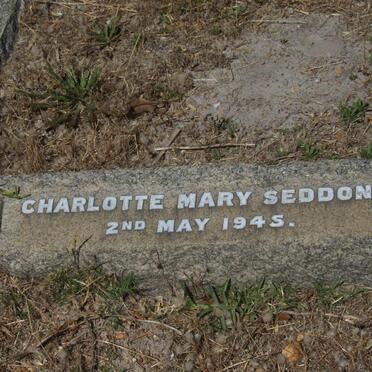 CHARLOTTE MARY SEDDON
2ND MAY 1945.